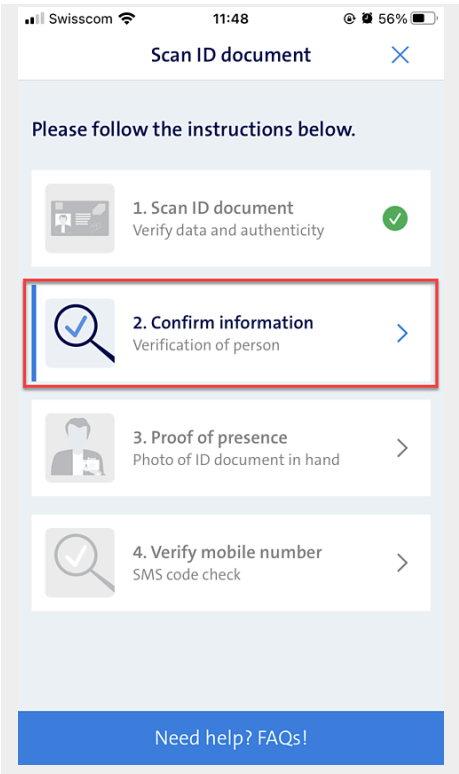 Swisscom 11:48 56%
Scan ID document
Please follow the instructions below.
1. Scan ID document
Verify data and authenticity
2. Confirm information
Verification of person
3. Proof of presence
Photo of ID document in hand
4. Verify mobile number
SMS code check
Need help? FAQs!